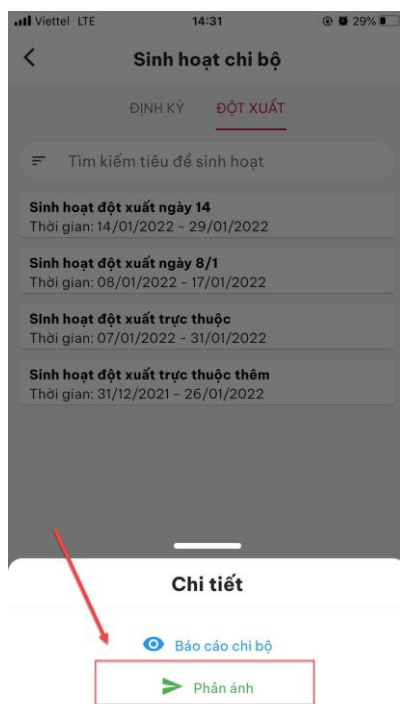 Viettel LTE 14:31 29%
Sinh hoạt chi bộ
ĐỊNH KỲ ĐỘT XUẤT
Tìm kiếm tiêu đề sinh hoạt
Sinh hoạt đột xuất ngày 14
Thời gian: 14/01/2022 - 29/01/2022
Sinh hoạt đột xuất ngày 8/1
Thời gian: 08/01/2022 - 17/01/2022
SInh hoạt đột xuất trực thuộc
Thời gian: 07/01/2022 - 31/01/2022
Sinh hoạt đột xuất trực thuộc thêm
Thời gian: 31/12/2021 - 26/01/2022
Chi tiết
Báo cáo chi bộ
Phản ánh